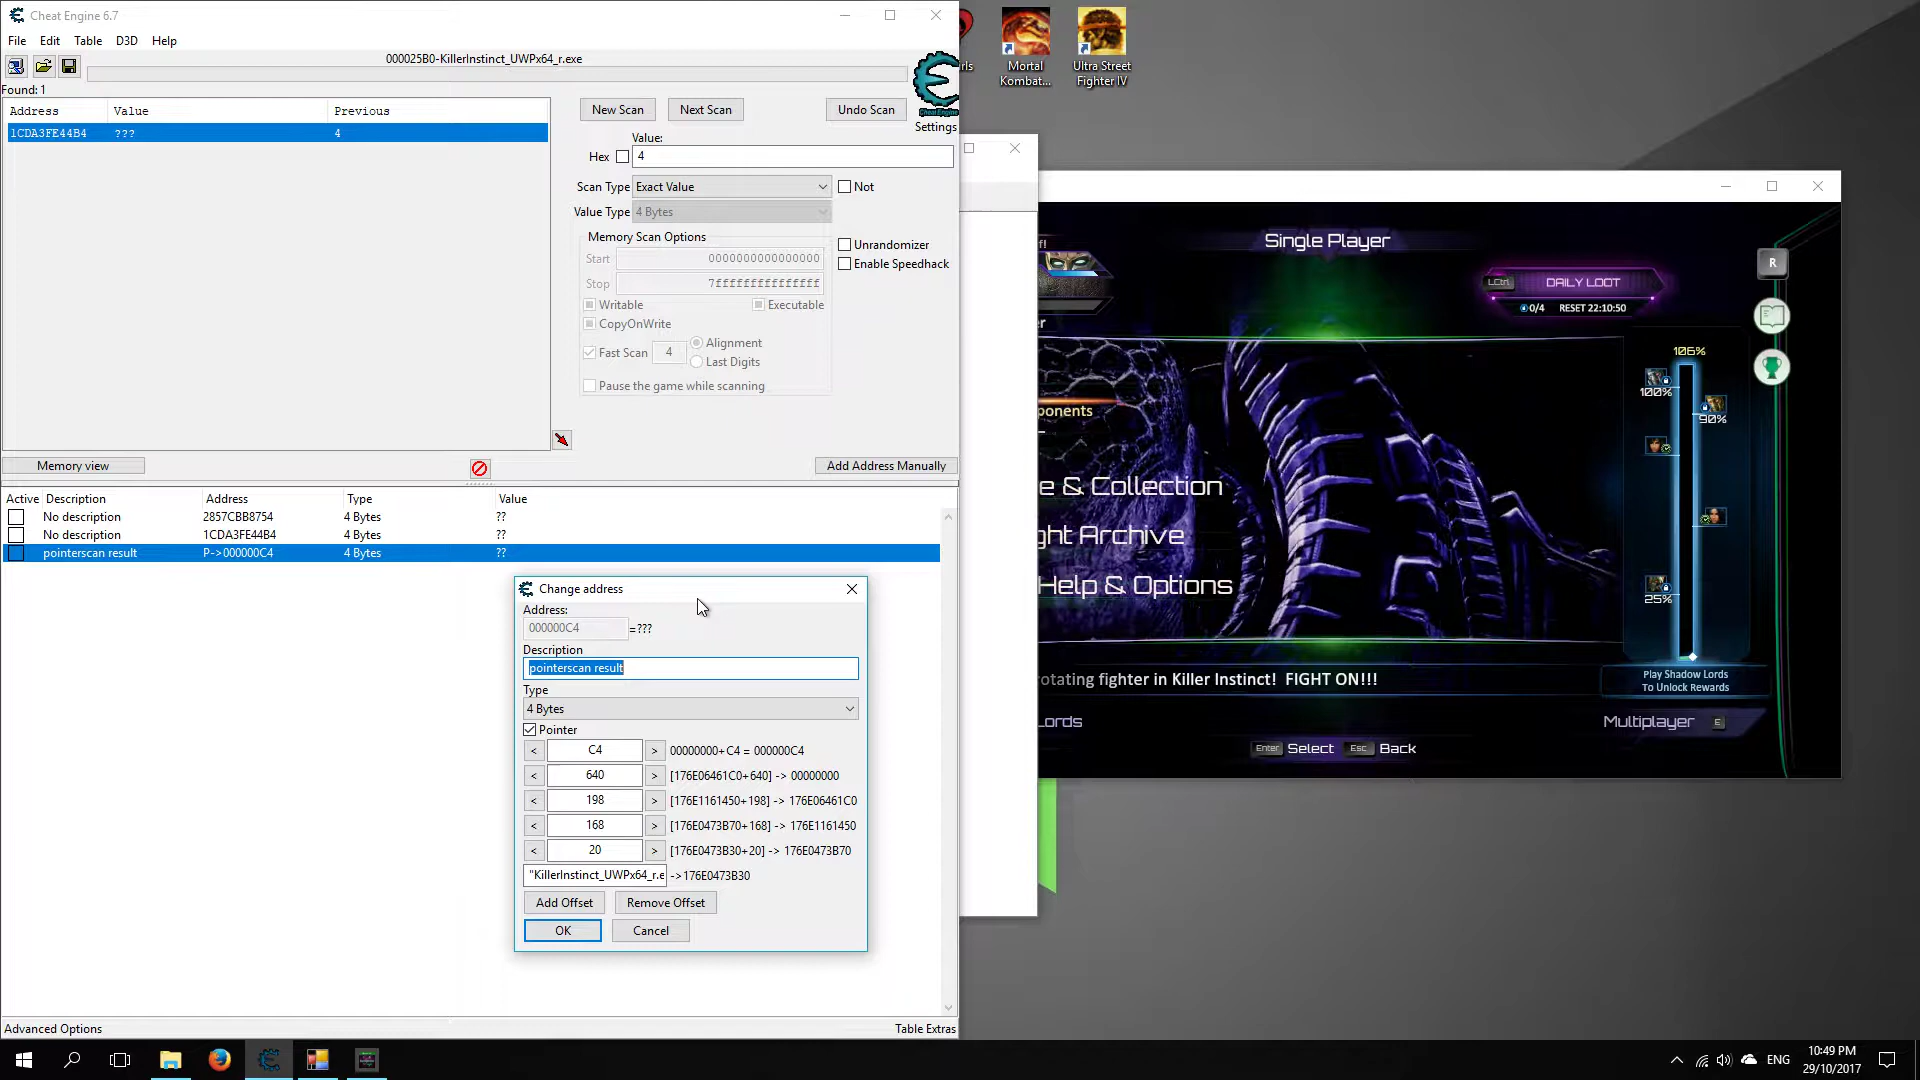 Cheat Engine 6.7
File Edit Table D3D Help
000025B0-KillerInstinct_UWPx64_r.exe
Found: 1
Address Value Previous
1CDA3FE44B4 ??? 4
New Scan Next Scan Undo Scan
Cheat Engine
Settings
Value:
Hex 4
Scan Type Exact Value Not
Value Type 4 Bytes
Memory Scan Options
Start 0000000000000000
Stop 7fffffffffffffff
Writable Executable
CopyOnWrite
Fast Scan 4 Alignment
Last Digits
Pause the game while scanning
Unrandomizer
Enable Speedhack
Memory view
Add Address Manually
Active Description Address Type Value
No description 2857CBB8754 4 Bytes ??
No description 1CDA3FE44B4 4 Bytes ??
pointerscan result P->000000C4 4 Bytes ??
Change address
Address:
000000C4 =???
Description
pointerscan result
Type
4 Bytes
Pointer
< C4 > 00000000+C4 = 000000C4
< 640 > [176E06461C0+640] -> 00000000
< 198 > [176E1161450+198] -> 176E06461C0
< 168 > [176E0473B70+168] -> 176E1161450
< 20 > [176E0473B30+20] -> 176E0473B70
"KillerInstinct_UWPx64_r.e ->176E0473B30
Add Offset Remove Offset
OK Cancel
Advanced Options
Table Extras
rls
Mortal
Kombat...
Ultra Street
Fighter IV
Single Player
f!
er
LCtrl DAILY LOOT
0/4 RESET 22:10:50
R
106%
100%
90%
25%
ponents
e & Collection
ght Archive
Help & Options
rotating fighter in Killer Instinct! FIGHT ON!!!
Play Shadow Lords
To Unlock Rewards
Lords
Multiplayer E
Enter Select Esc Back
ENG
10:49 PM
29/10/2017